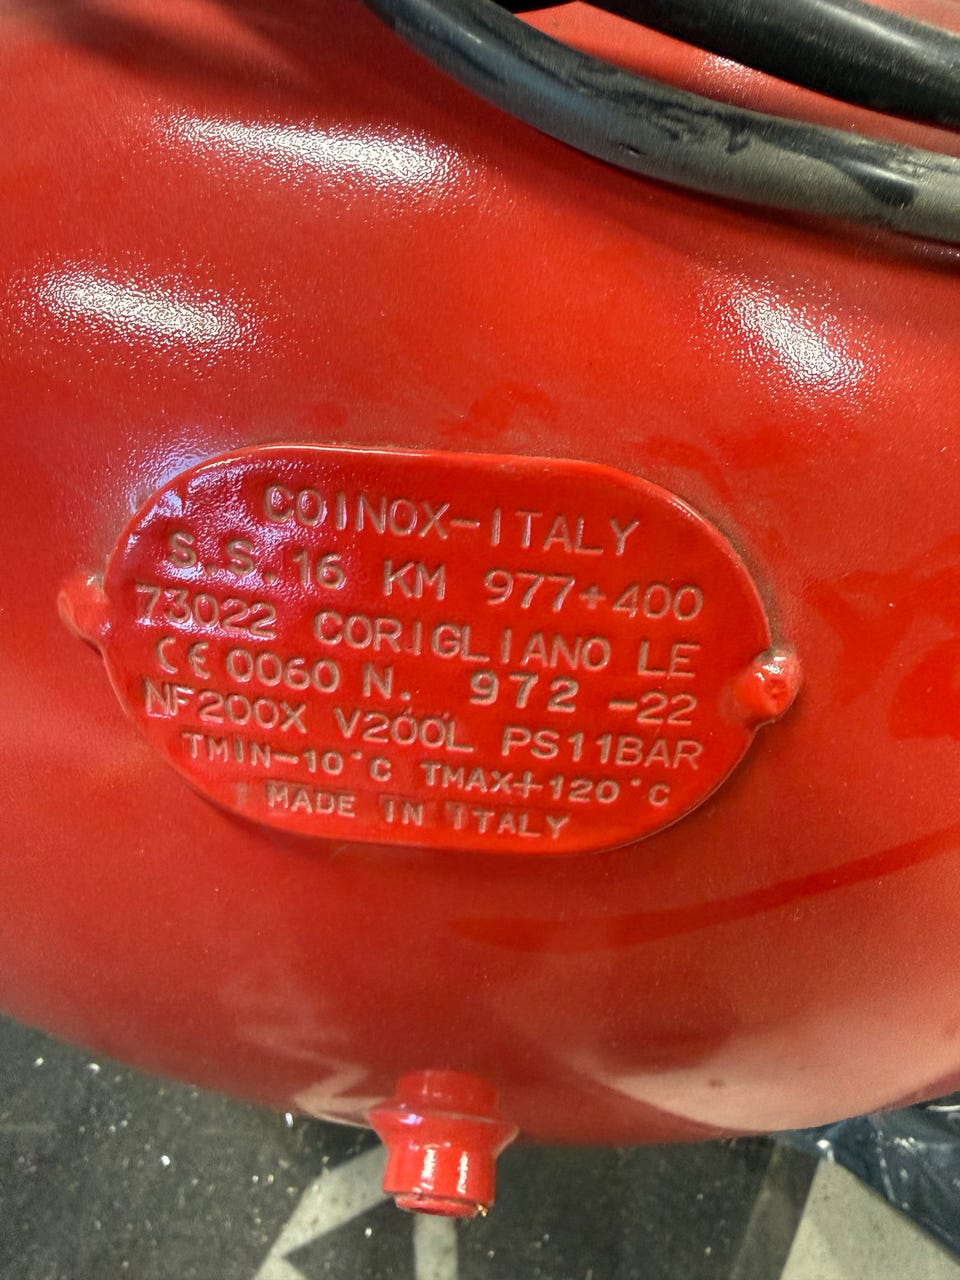 COINOX-ITALY
S.S.16 KM 977+400
73022 CORIGLIANO LE
CE 0060 N. 972 -22
NF200X V200L PS11BAR
TMIN-10°C TMAX+120°C
MADE IN ITALY